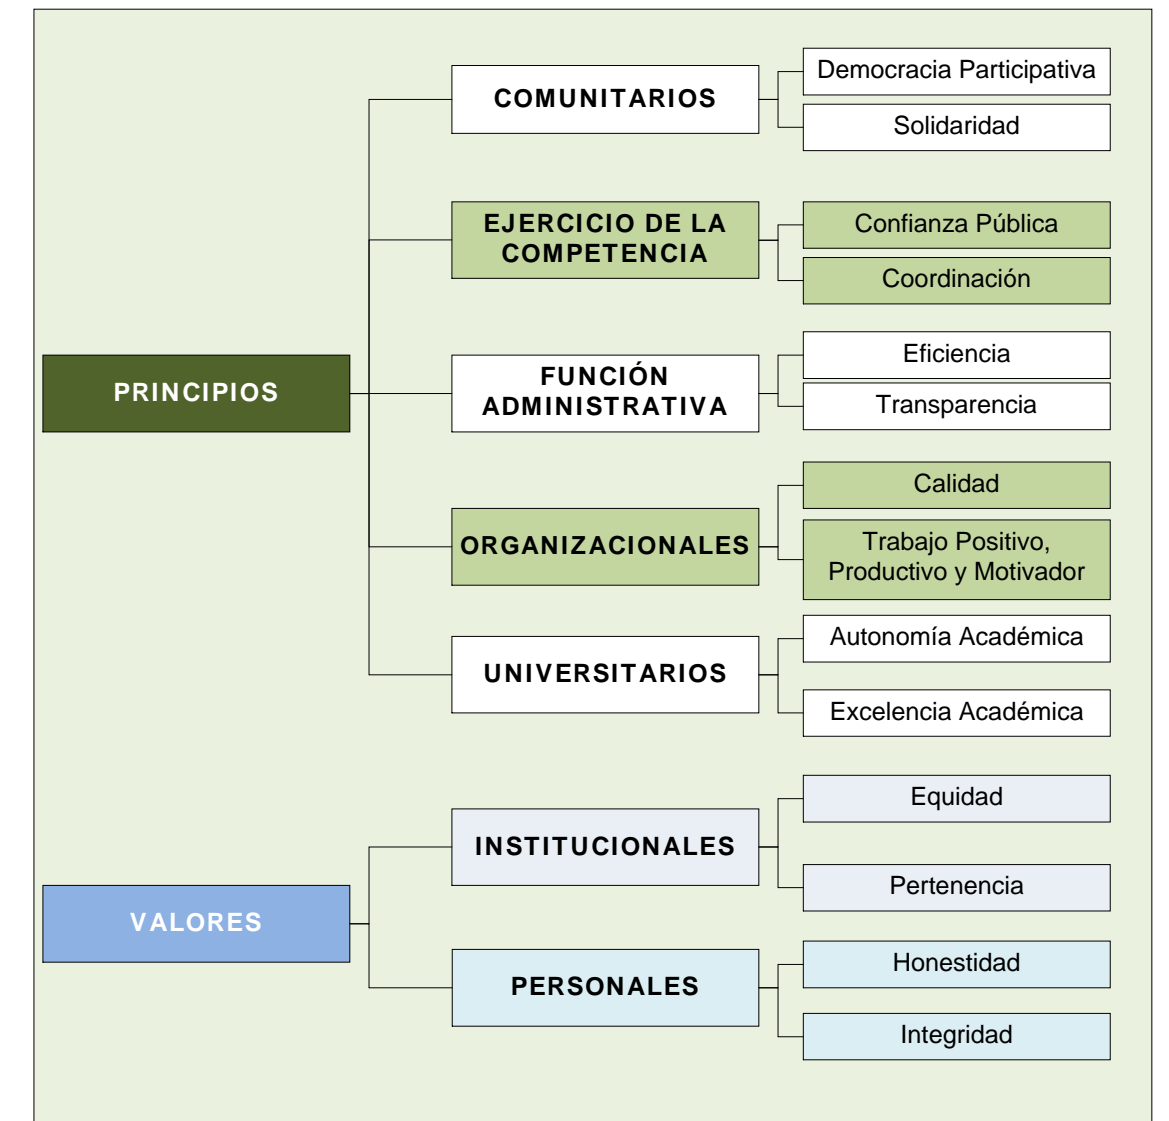 PRINCIPIOS
COMUNITARIOS
Democracia Participativa
Solidaridad
EJERCICIO DE LA
COMPETENCIA
Confianza Pública
Coordinación
FUNCIÓN
ADMINISTRATIVA
Eficiencia
Transparencia
ORGANIZACIONALES
Calidad
Trabajo Positivo,
Productivo y Motivador
UNIVERSITARIOS
Autonomía Académica
Excelencia Académica
VALORES
INSTITUCIONALES
Equidad
Pertenencia
PERSONALES
Honestidad
Integridad